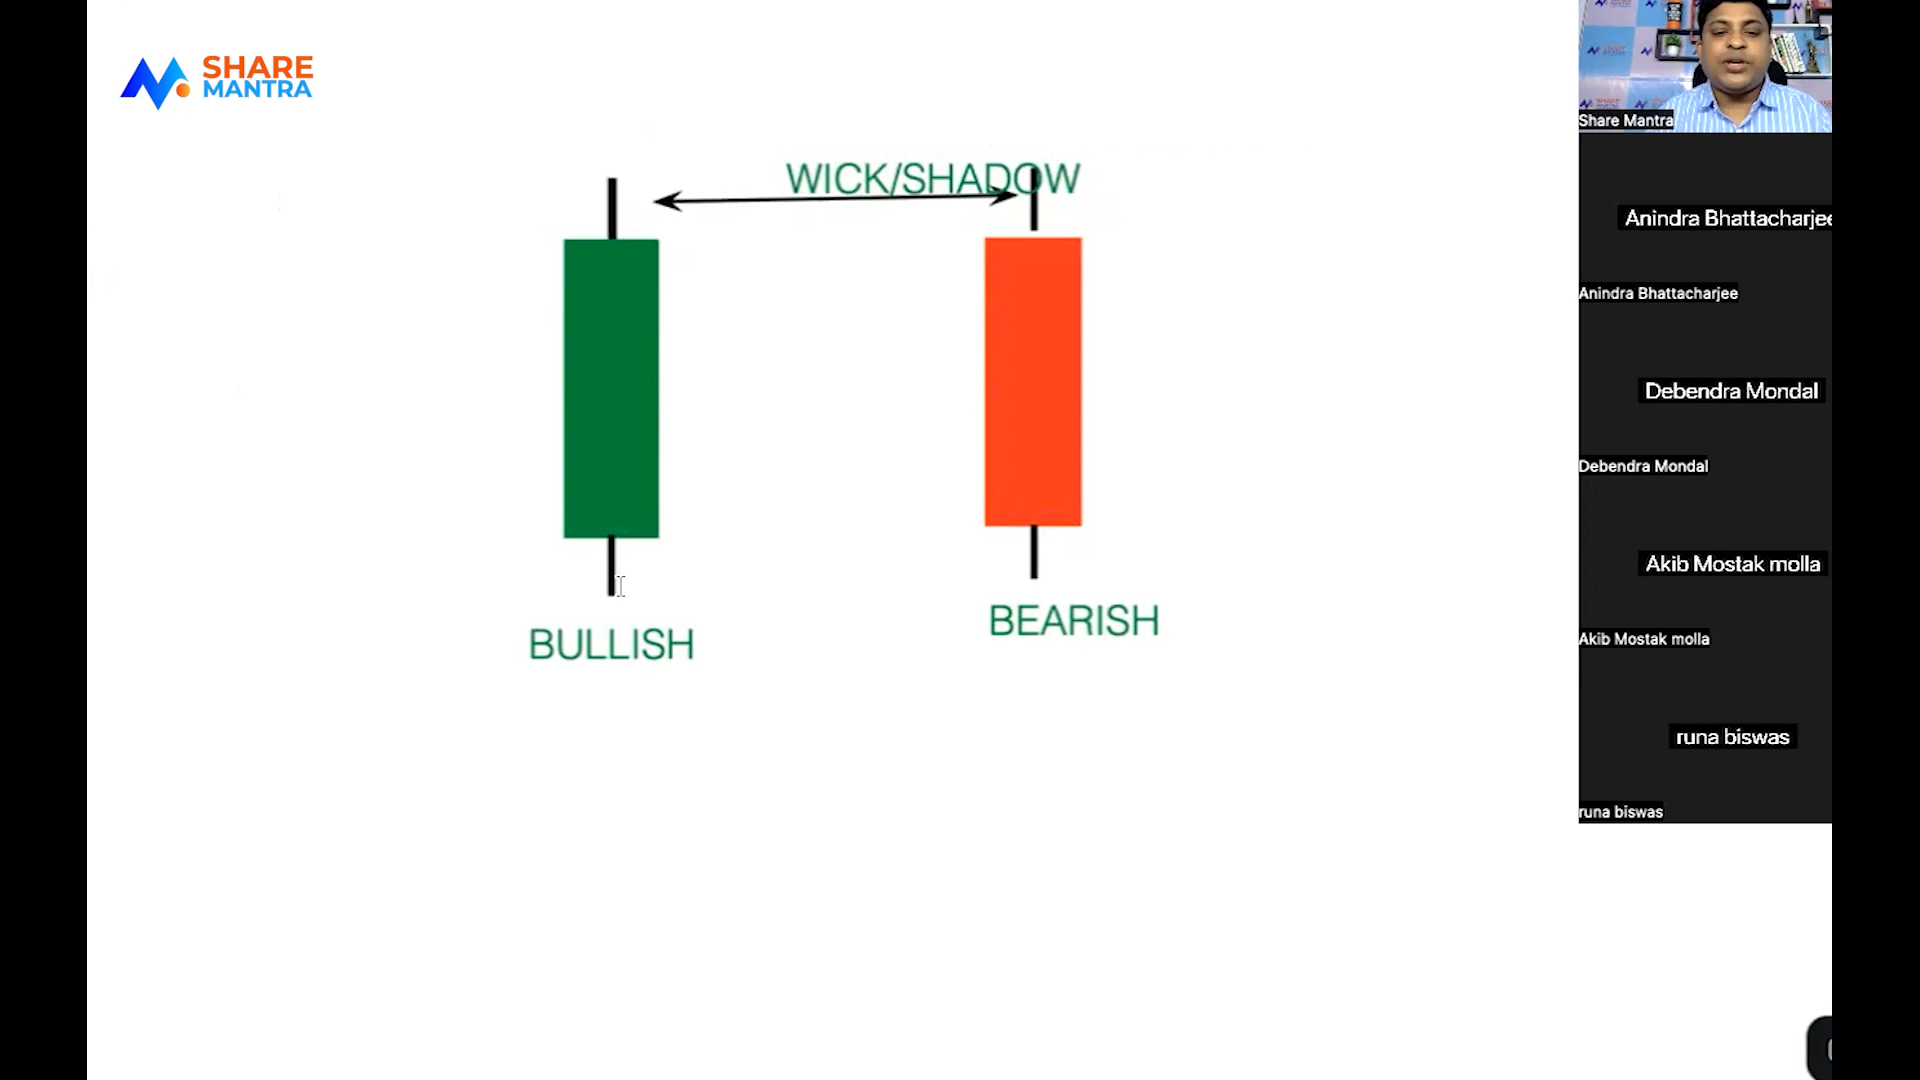 SHARE
MANTRA
WICK/SHADOW
BULLISH
BEARISH
Share Mantra
Anindra Bhattacharjee
Anindra Bhattacharjee
Debendra Mondal
Debendra Mondal
Akib Mostak molla
Akib Mostak molla
runa biswas
runa biswas